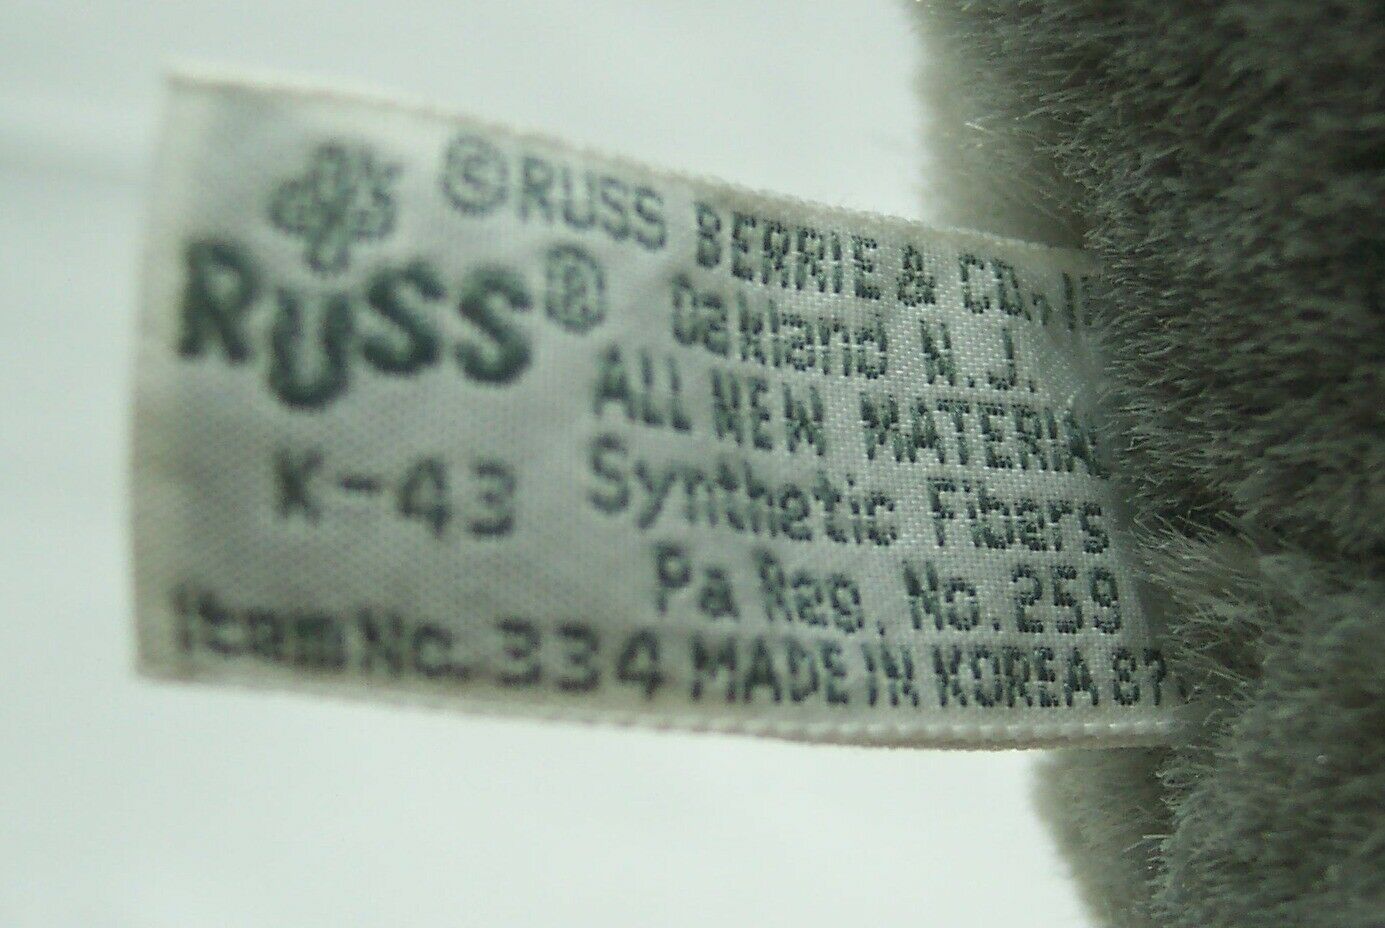 RUSS®
K-43
Item No. 334
©RUSS BERRIE & CO.,
Oakland N.J.
ALL NEW MATERIAL
Synthetic Fibers
Pa Reg. No. 259
MADE IN KOREA